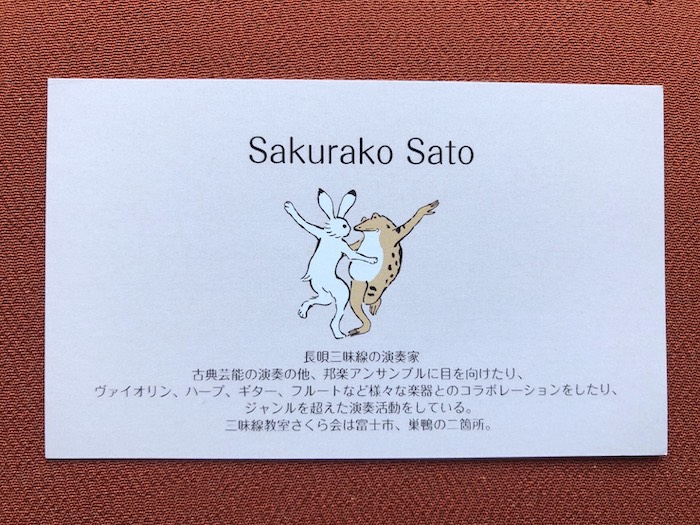 Sakurako Sato
長唄三味線の演奏家
古典芸能の演奏の他、邦楽アンサンブルに目を向けたり、
ヴァイオリン、ハープ、ギター、フルートなど様々な楽器とのコラボレーションをしたり、
ジャンルを超えた演奏活動をしている。
三味線教室さくら会は富士市、巣鴨の二箇所。